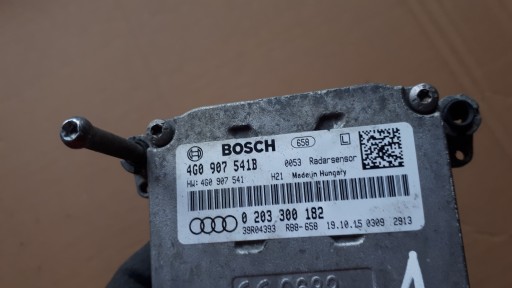 BOSCH 658 L
4G0 907 541B 0053 Radarsensor
HW:4G0 907 541 H21 Made in Hungary
0 203 300 182
39R04393 RBB-658 19.10.15 0309 2913